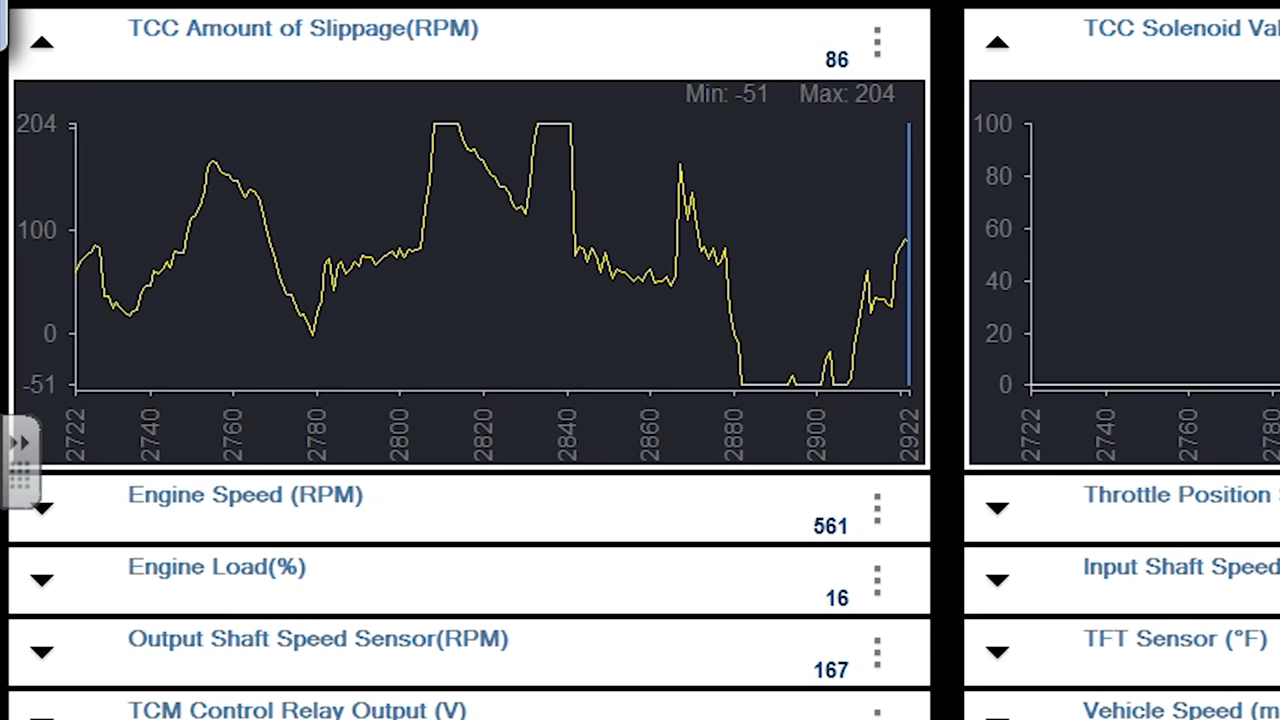 TCC Amount of Slippage(RPM)
86
Min: -51 Max: 204
204
100
0
-51
2722 2740 2760 2780 2800 2820 2840 2860 2880 2900 2922
Engine Speed (RPM)
561
Engine Load(%)
16
Output Shaft Speed Sensor(RPM)
167
TCM Control Relay Output (V)
TCC Solenoid
100
80
60
40
20
0
2722 2740 2760
Throttle Position
Input Shaft Speed
TFT Sensor (°F)
Vehicle Speed